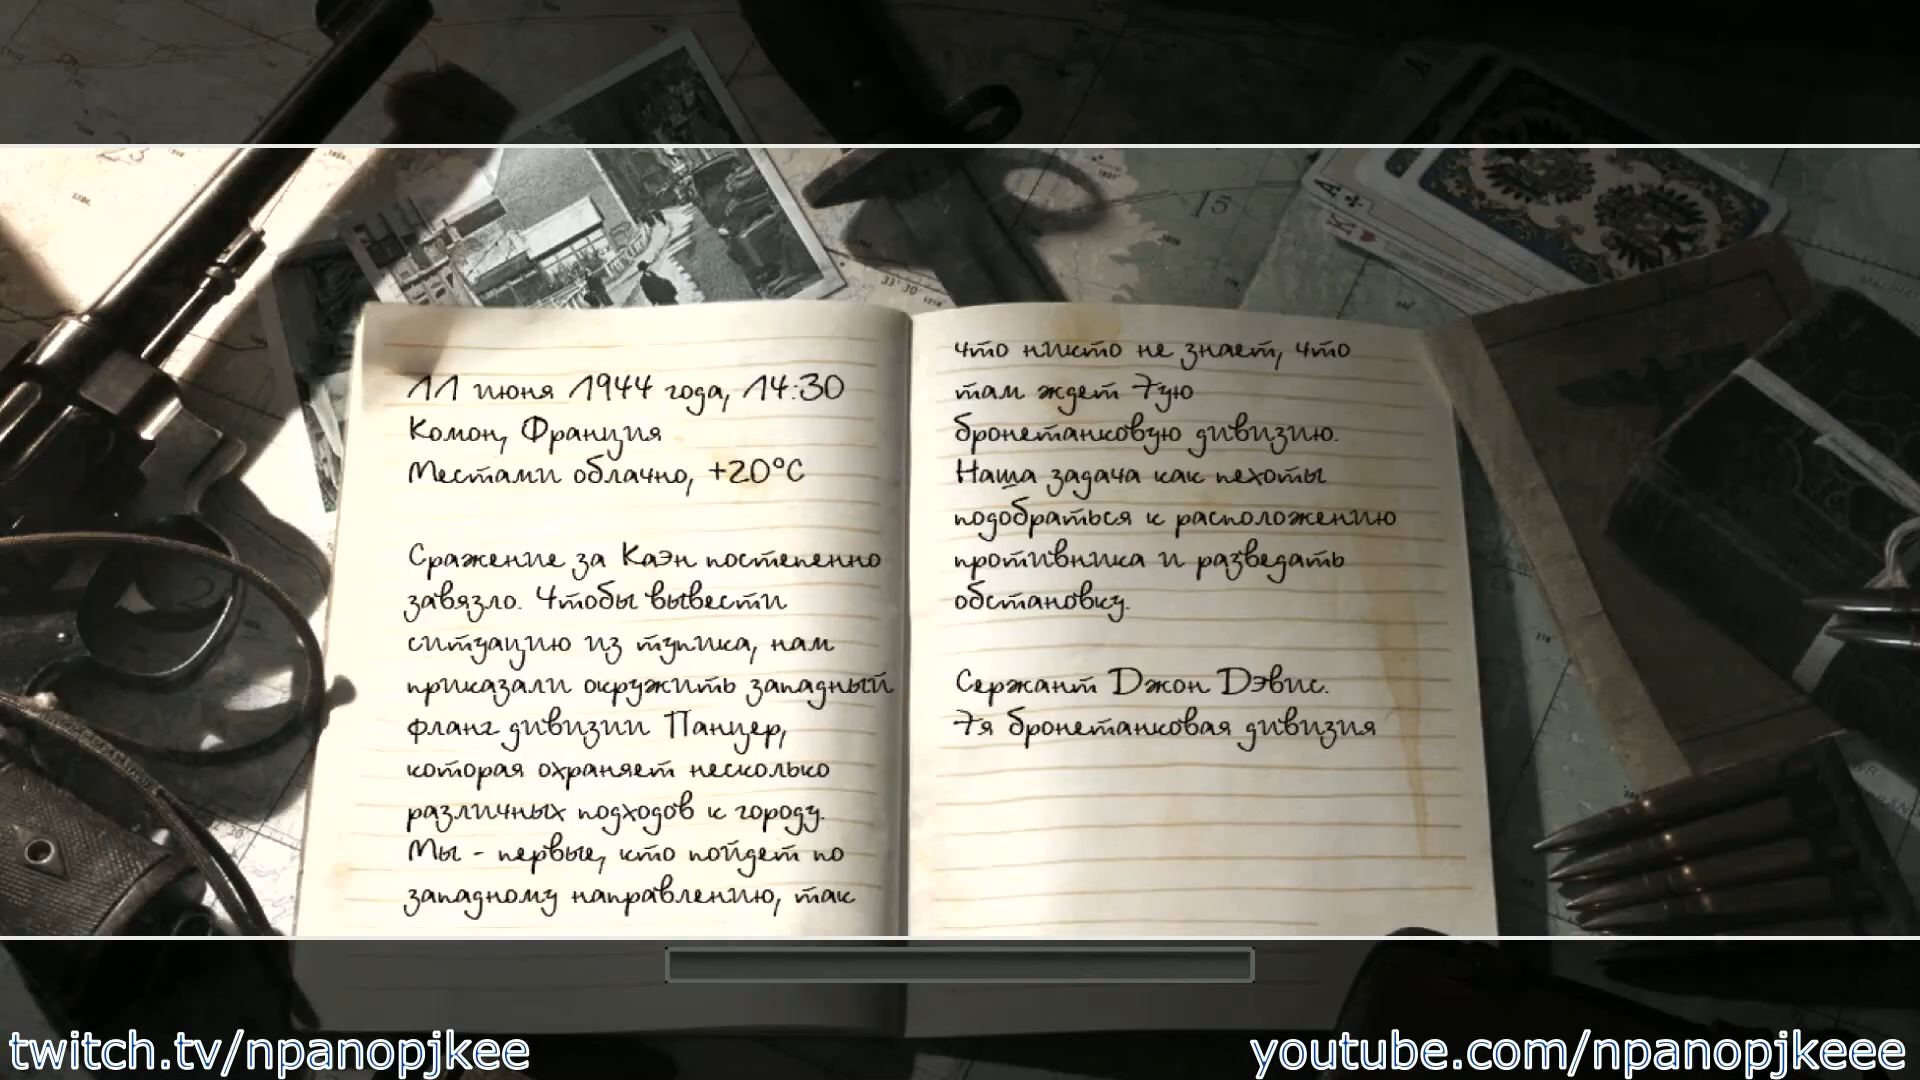 11 июня 1944 года, 14:30
Комон, Франция
Местами облачно, +20°C
Сражение за Каэн постепенно
завязло. Чтобы вывести
ситуацию из тупика, нам
приказали окружить западный
фланг дивизии Панцер,
которая охраняет несколько
различных подходов к городу.
Мы - первые, кто пойдет по
западному направлению, так
что никто не знает, что
там ждет 7ую
бронетанковую дивизию.
Наша задача как пехоты
подобраться к расположению
противника и разведать
обстановку.
Сержант Джон Дэвис.
7я бронетанковая дивизия
15
33° 30'
A
K
twitch.tv/npanopjkee
youtube.com/npanopjkeee